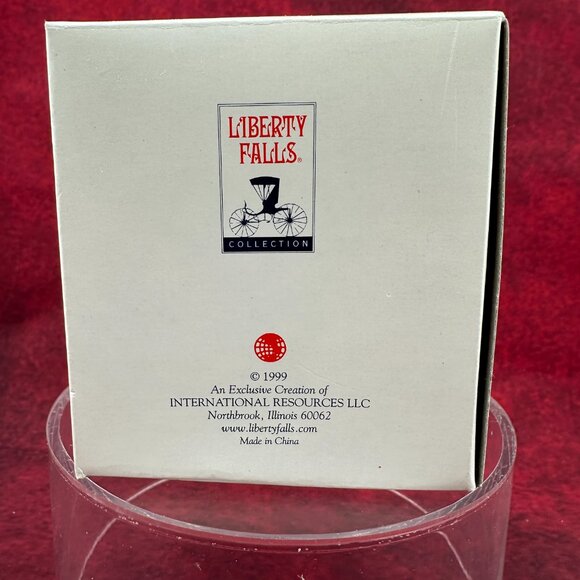 LIBERTY
FALLS®
COLLECTION
© 1999
An Exclusive Creation of
INTERNATIONAL RESOURCES LLC
Northbrook, Illinois 60062
www.libertyfalls.com
Made in China